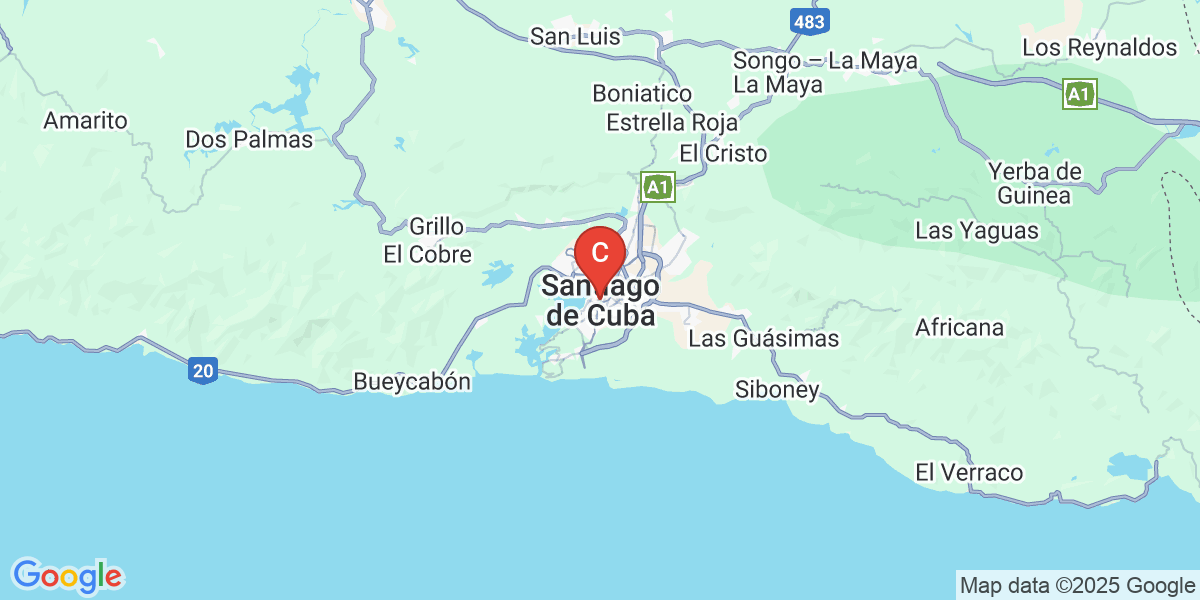 483
San Luis
Los Reynaldos
Songo – La Maya
La Maya
Boniatico
A1
Amarito
Estrella Roja
Dos Palmas
El Cristo
Yerba de
Guinea
A1
Grillo
Las Yaguas
El Cobre
C
Santiago
de Cuba
Africana
Las Guásimas
20
Bueycabón
Siboney
El Verraco
Google
Map data ©2025 Google